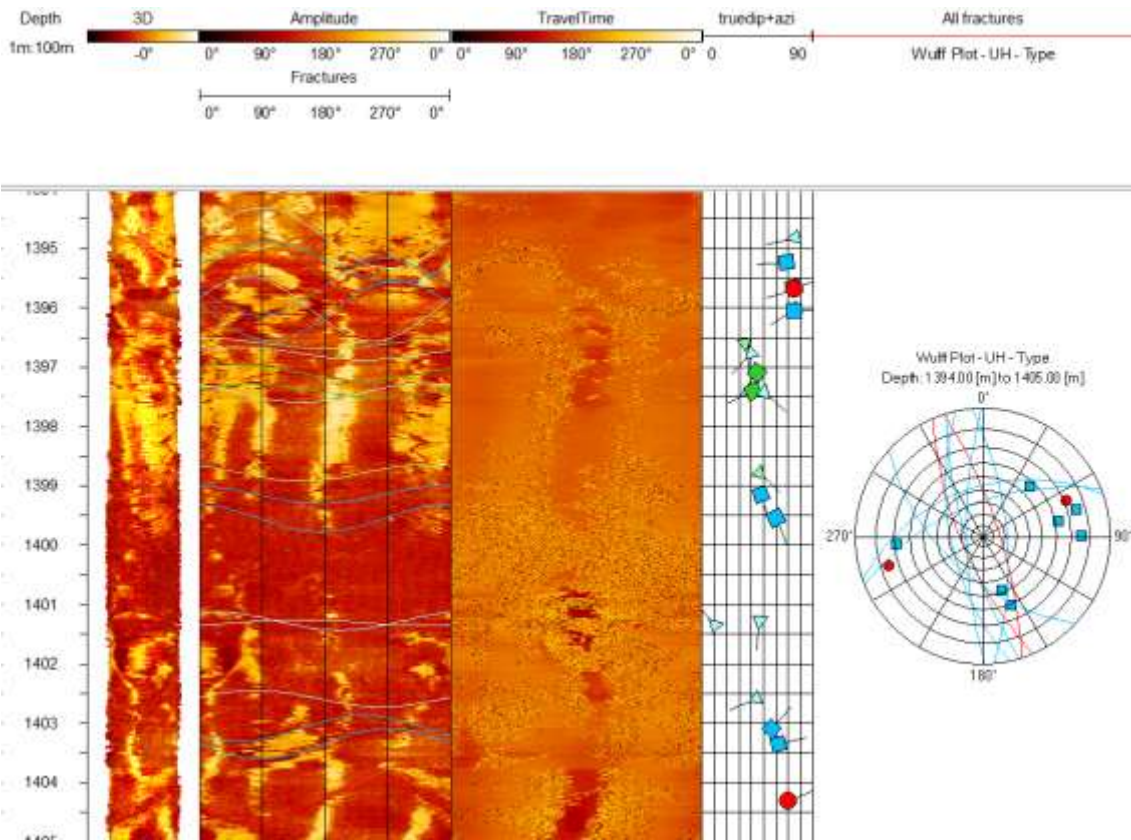 Depth 3D Amplitude TravelTime truedip+azi All fractures
1m:100m -0° 0° 90° 180° 270° 0° 0° 90° 180° 270° 0° 0 90 Wulff Plot - UH - Type
Fractures
0° 90° 180° 270° 0°
1395
1396
1397
1398
1399
1400
1401
1402
1403
1404
Wulff Plot - UH - Type
Depth: 1394.00 [m] to 1405.00 [m]
0°
270° 90°
180°